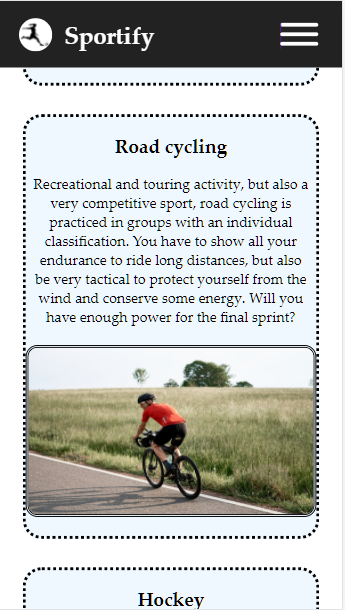 Sportify
Road cycling
Recreational and touring activity, but also a
very competitive sport, road cycling is
practiced in groups with an individual
classification. You have to show all your
endurance to ride long distances, but also
be very tactical to protect yourself from the
wind and conserve some energy. Will you
have enough power for the final sprint?
Hockey